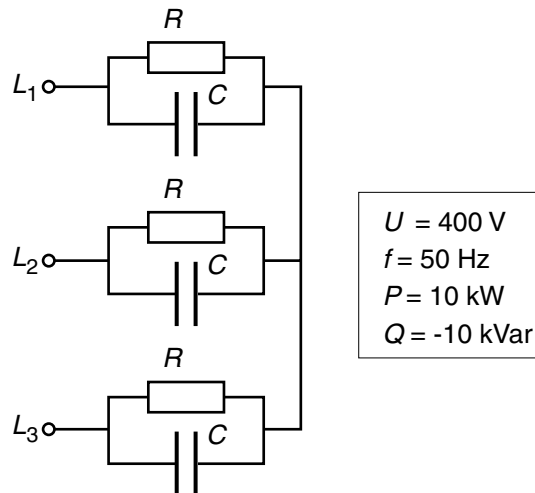 R
L₁
C
R
L₂
C
R
L₃
C
U = 400 V
f = 50 Hz
P = 10 kW
Q = -10 kVar